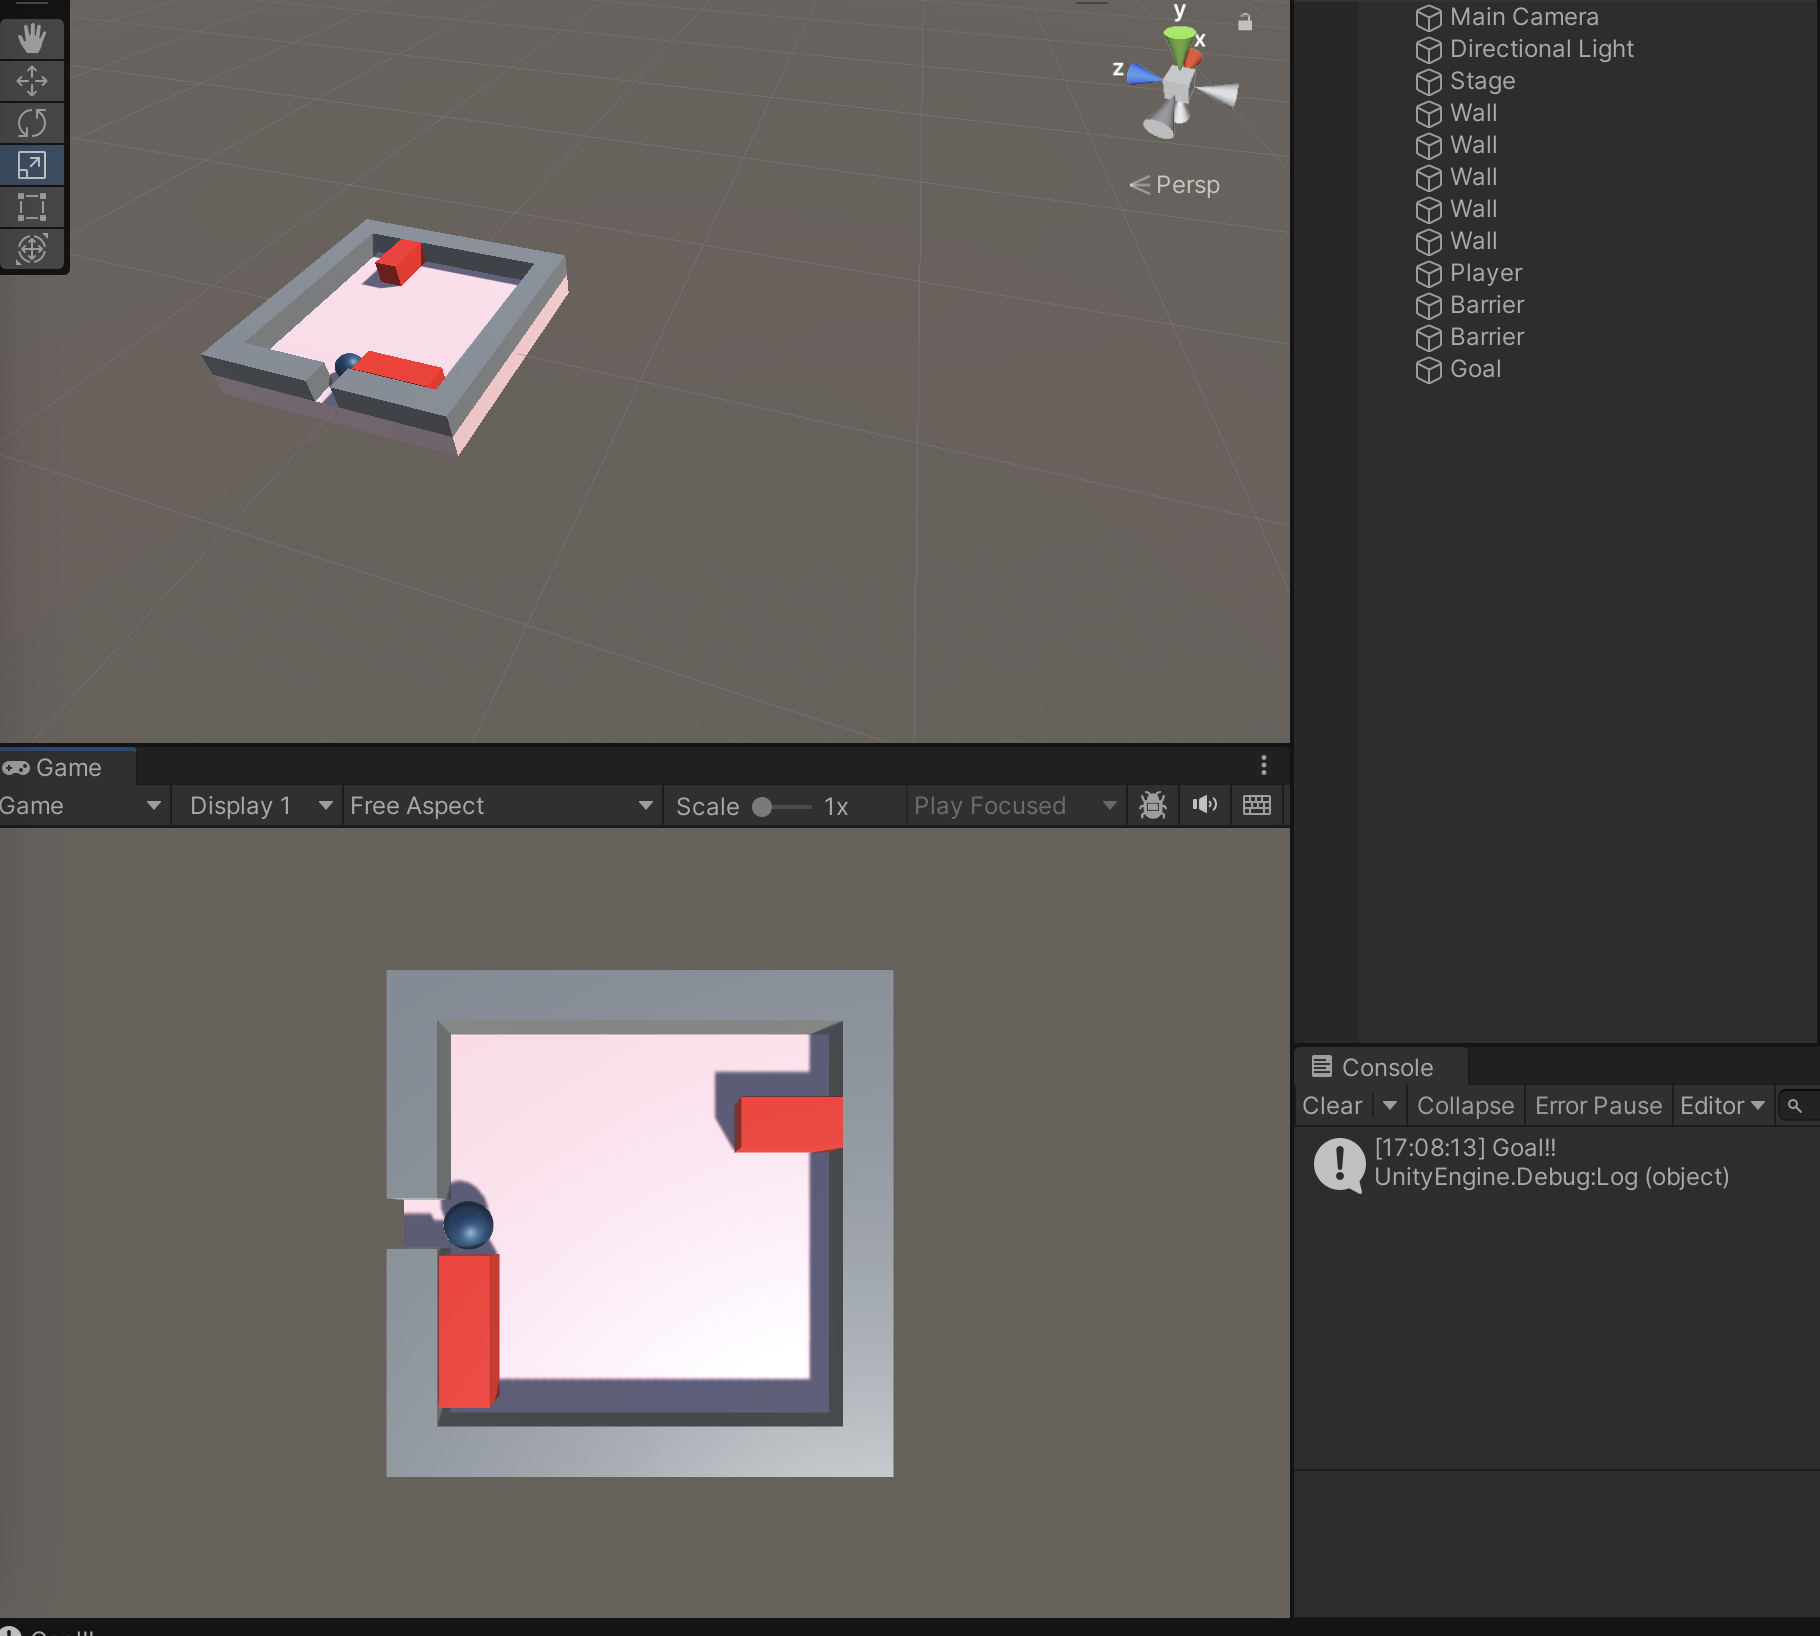 y
x
z
Persp
Main Camera
Directional Light
Stage
Wall
Wall
Wall
Wall
Wall
Player
Barrier
Barrier
Goal
Game
Game
Display 1
Free Aspect
Scale
1x
Play Focused
Console
Clear
Collapse
Error Pause
Editor
[17:08:13] Goal!!
UnityEngine.Debug:Log (object)